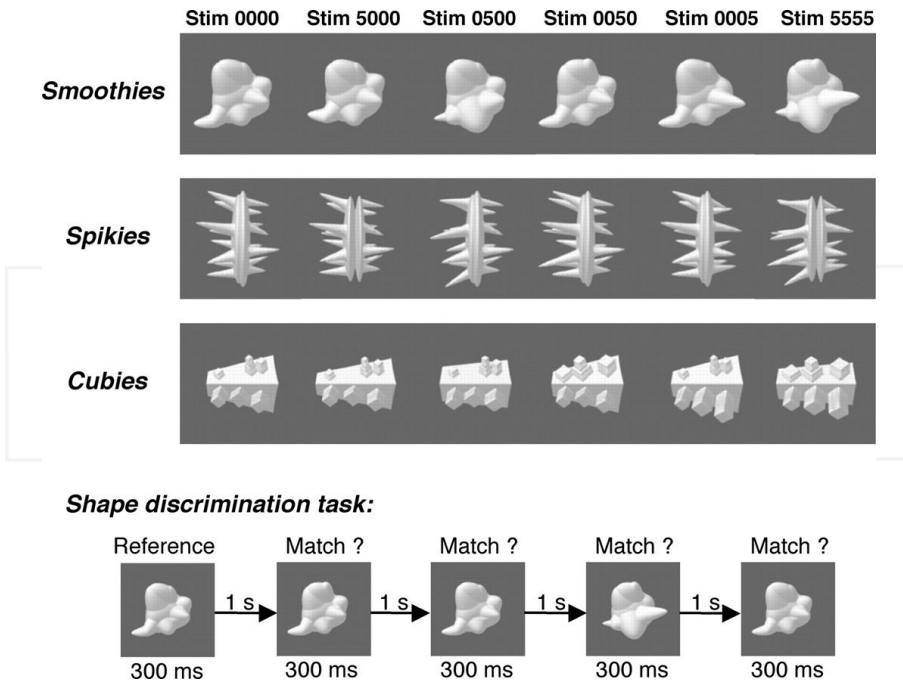 Stim 0000 Stim 5000 Stim 0500 Stim 0050 Stim 0005 Stim 5555
Smoothies
Spikies
Cubies
Shape discrimination task:
Reference Match ? Match ? Match ? Match ?
1 s 1 s 1 s 1 s
300 ms 300 ms 300 ms 300 ms 300 ms